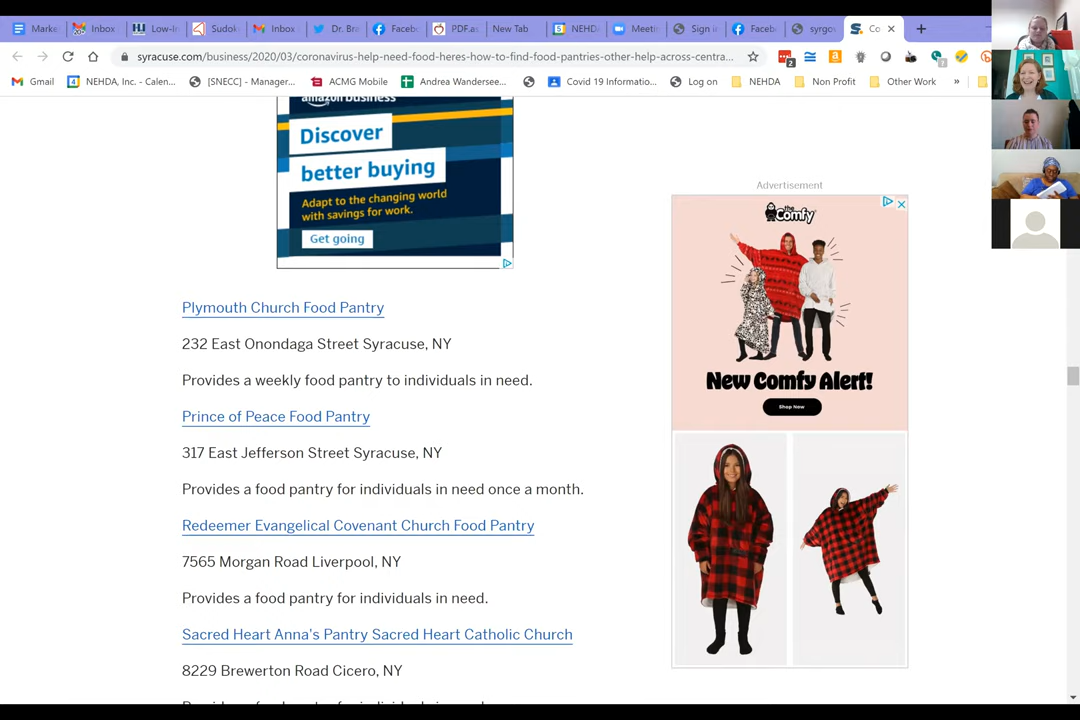 Marke
Inbox
Low-In
Sudok
Inbox
Dr. Bra
Faceb
PDF.as
New Tab
NEHD
Meeti
Sign in
Faceb
syrgo
Co
syracuse.com/business/2020/03/coronavirus-help-need-food-heres-how-to-find-food-pantries-other-help-across-centra...
Gmail
NEHDA, Inc. - Calen...
[SNECC] - Manager...
ACMG Mobile
Andrea Wandersee...
Covid 19 Informatio...
Log on
NEHDA
Non Profit
Other Work
»
amazon business
Discover
better buying
Adapt to the changing world
with savings for work.
Get going
Plymouth Church Food Pantry
232 East Onondaga Street Syracuse, NY
Provides a weekly food pantry to individuals in need.
Prince of Peace Food Pantry
317 East Jefferson Street Syracuse, NY
Provides a food pantry for individuals in need once a month.
Redeemer Evangelical Covenant Church Food Pantry
7565 Morgan Road Liverpool, NY
Provides a food pantry for individuals in need.
Sacred Heart Anna's Pantry Sacred Heart Catholic Church
8229 Brewerton Road Cicero, NY
Advertisement
the Comfy
New Comfy Alert!
Shop Now